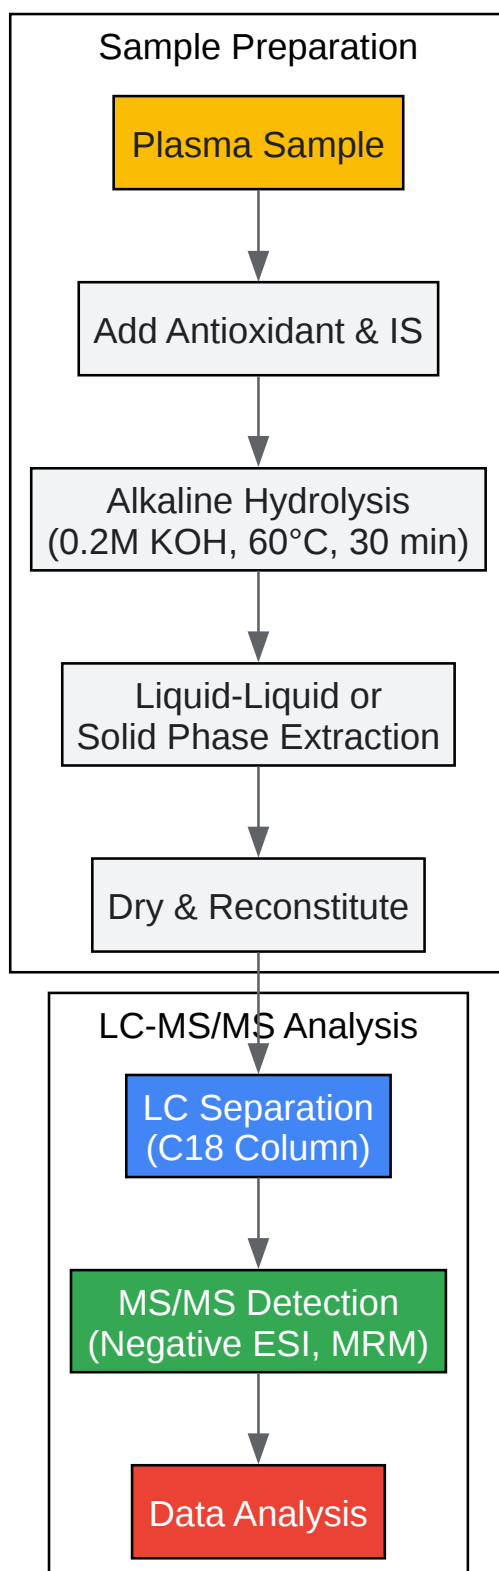 Sample Preparation
Plasma Sample
Add Antioxidant & IS
Alkaline Hydrolysis
(0.2M KOH, 60°C, 30 min)
Liquid-Liquid or
Solid Phase Extraction
Dry & Reconstitute
LC-MS/MS Analysis
LC Separation
(C18 Column)
MS/MS Detection
(Negative ESI, MRM)
Data Analysis